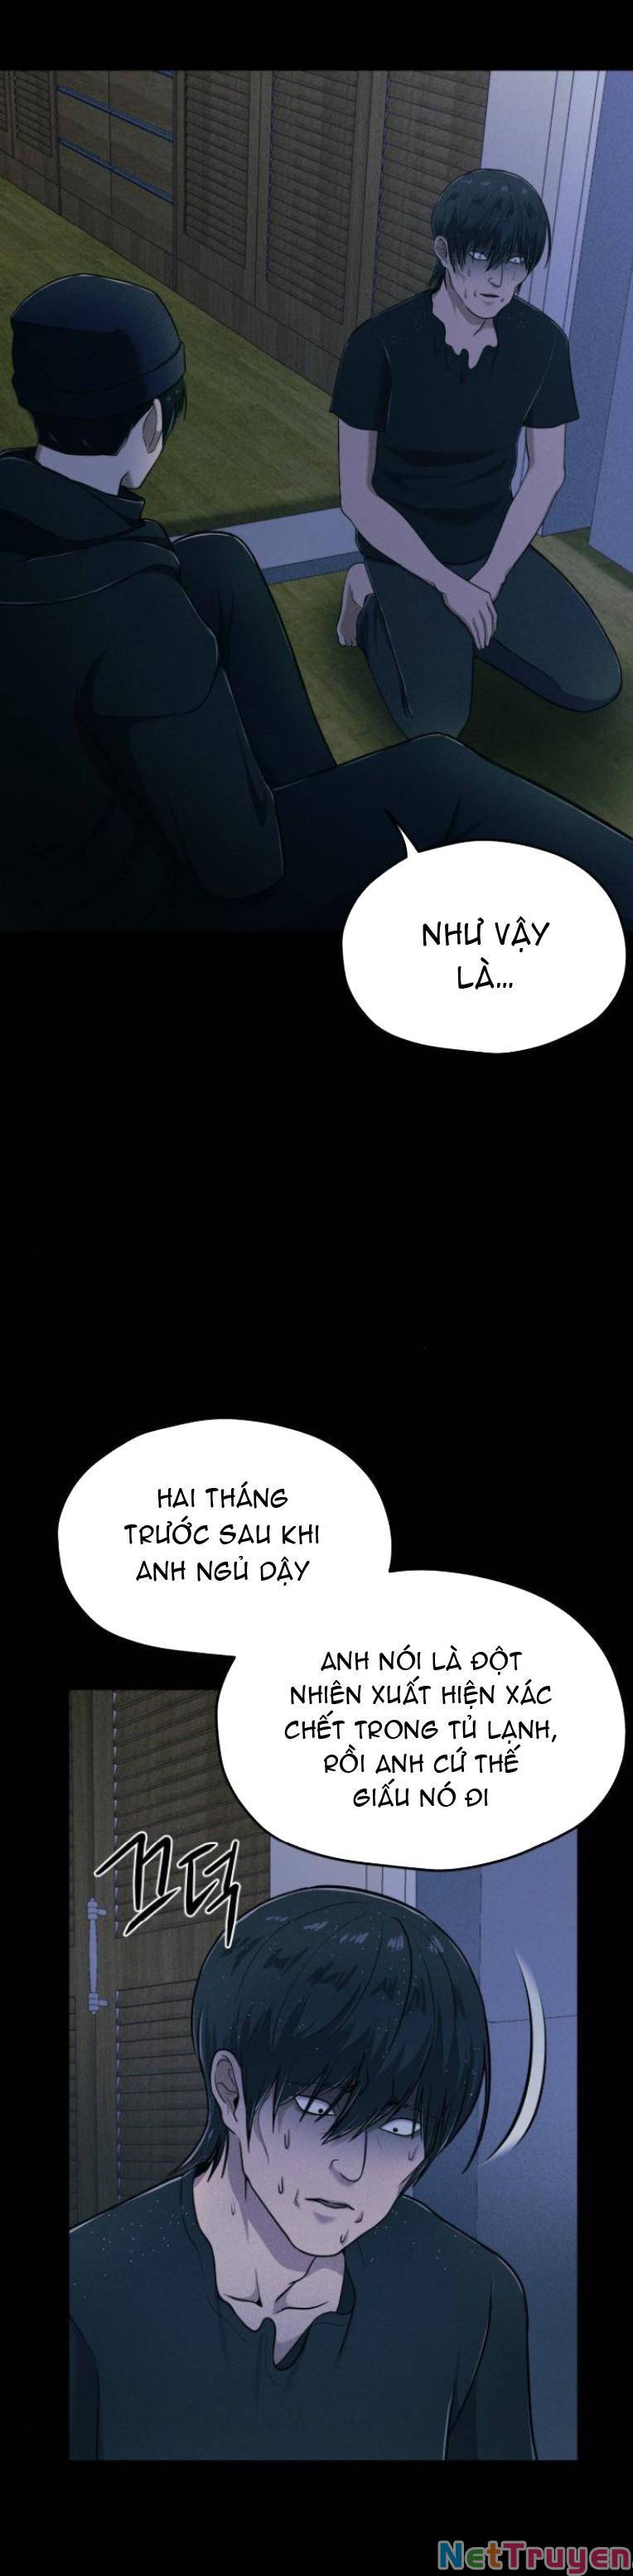 NHƯ VẬY
LÀ...
HAI THÁNG
TRƯỚC SAU KHI
ANH NGỦ DẬY
ANH NÓI LÀ ĐỘT
NHIÊN XUẤT HIỆN XÁC
CHẾT TRONG TỦ LẠNH,
RỒI ANH CỨ THẾ
GIẤU NÓ ĐI
끄덕
NetTruyen